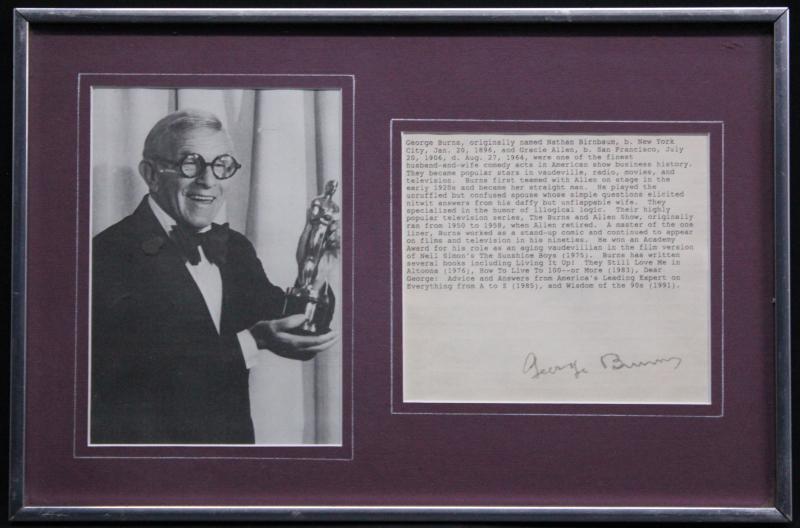 George Burns, originally named Nathan Birnbaum, b. New York
City, Jan. 20, 1896, and Gracie Allen, b. San Francisco, July
20, 1906, d. Aug. 27, 1964, were one of the finest
husband-and-wife comedy acts in American show business history.
They became popular stars in vaudeville, radio, movies, and
television.  Burns first teamed with Allen on stage in the
early 1920s and became her straight man.  He played the
unruffled but confused spouse whose simple questions elicited
nitwit answers from his daffy but unflappable wife.  They
specialized in the humor of illogical logic.  Their highly
popular television series, The Burns and Allen Show, originally
ran from 1950 to 1958, when Allen retired.  A master of the one
liner, Burns worked as a stand-up comic and continued to appear
on films and television in his nineties.  He won an Academy
Award for his role as an aging vaudevillian in the film version
of Neil Simon's The Sunshine Boys (1975).  Burns has written
several books including Living It Up!  They Still Love Me in
Altoona (1976), How To Live To 100--or More (1983), Dear
George:  Advice and Answers from America's Leading Expert on
Everything from A to Z (1985), and Wisdom of the 90s (1991).
George Burns